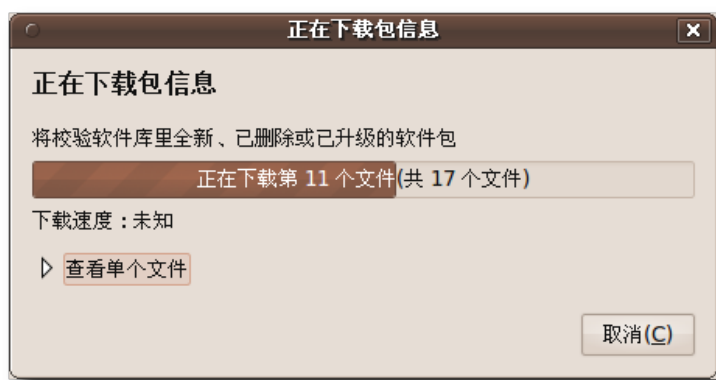 正在下载包信息
正在下载包信息
将校验软件库里全新、已删除或已升级的软件包
正在下载第 11 个文件(共 17 个文件)
下载速度：未知
查看单个文件
取消(C)